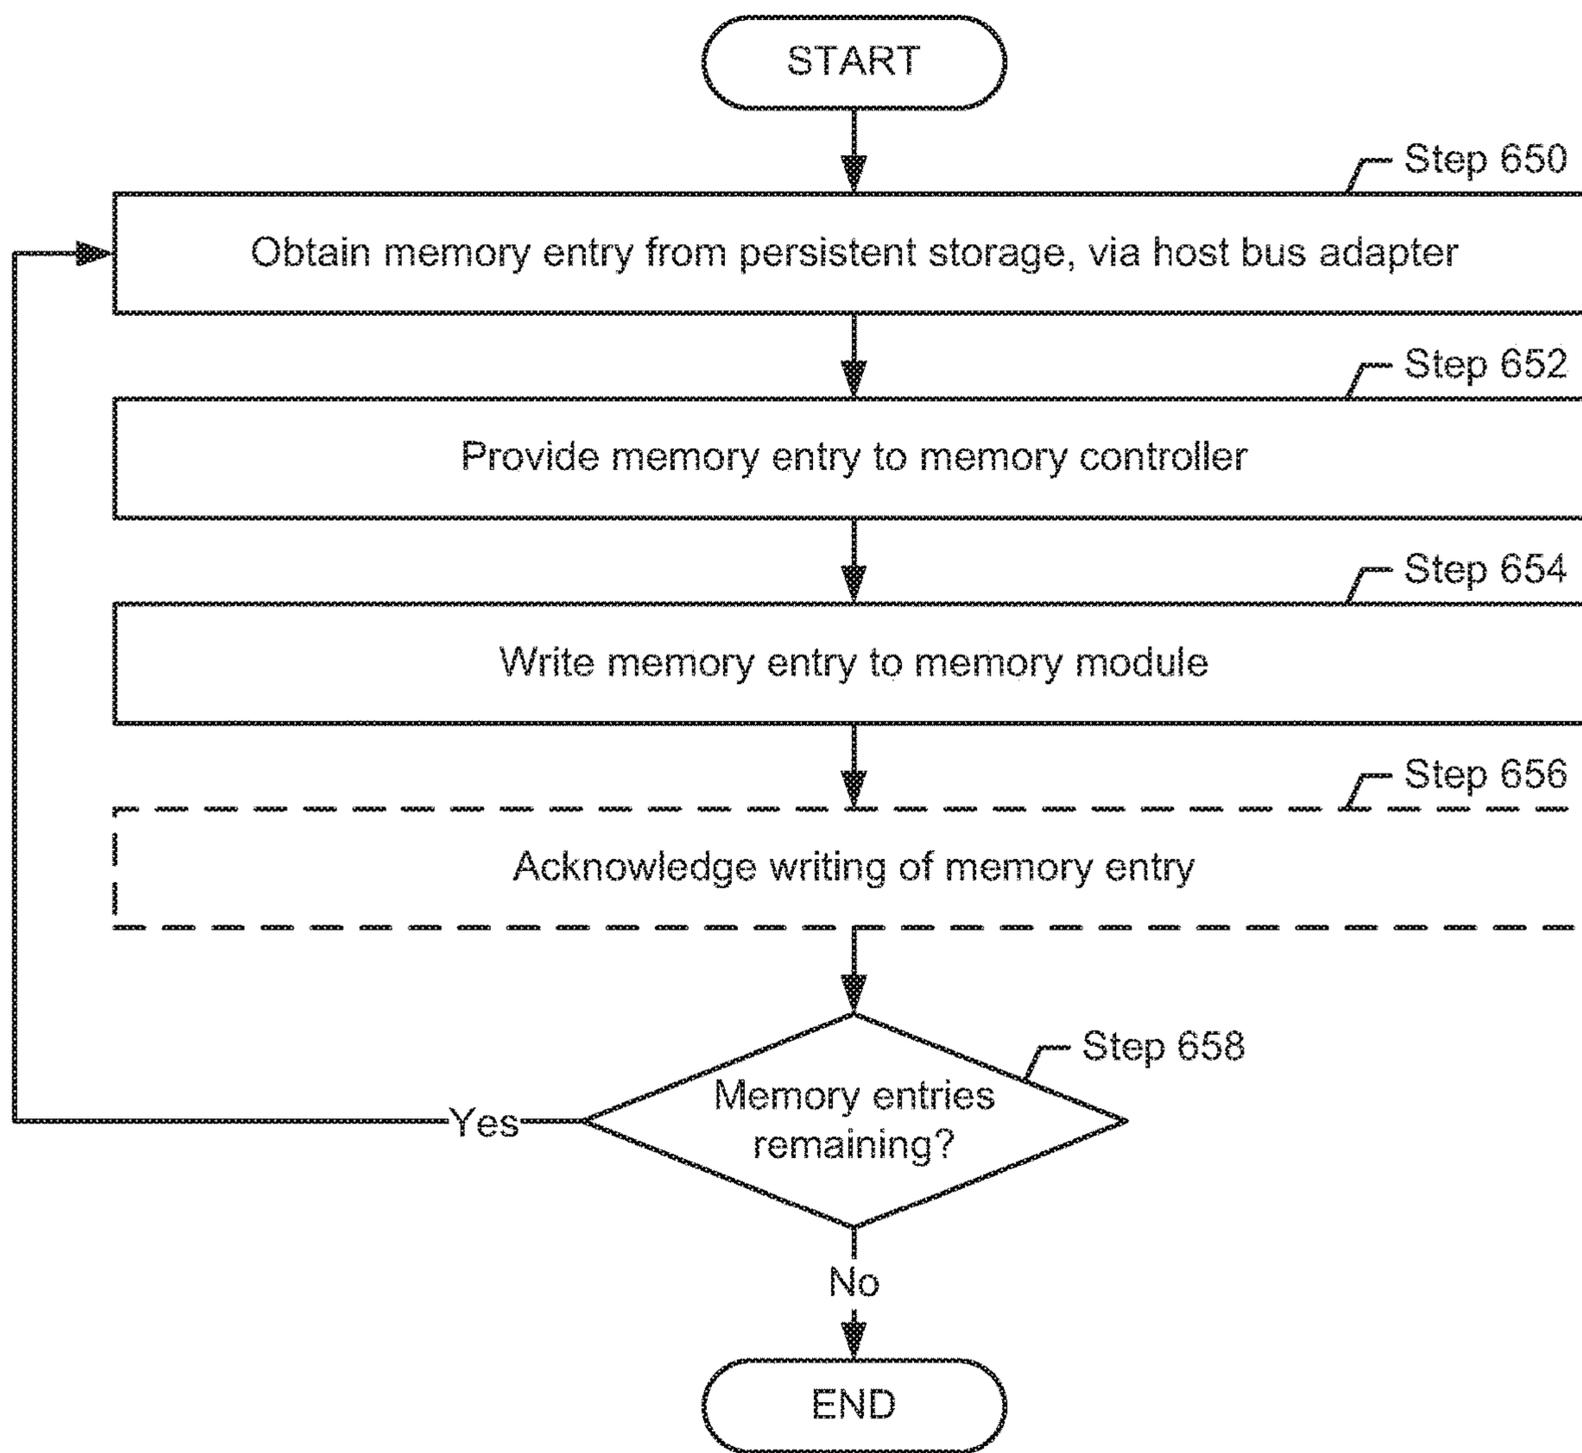 START
Step 650
Obtain memory entry from persistent storage, via host bus adapter
Step 652
Provide memory entry to memory controller
Step 654
Write memory entry to memory module
Step 656
Acknowledge writing of memory entry
Step 658
Memory entries
remaining?
Yes
No
END